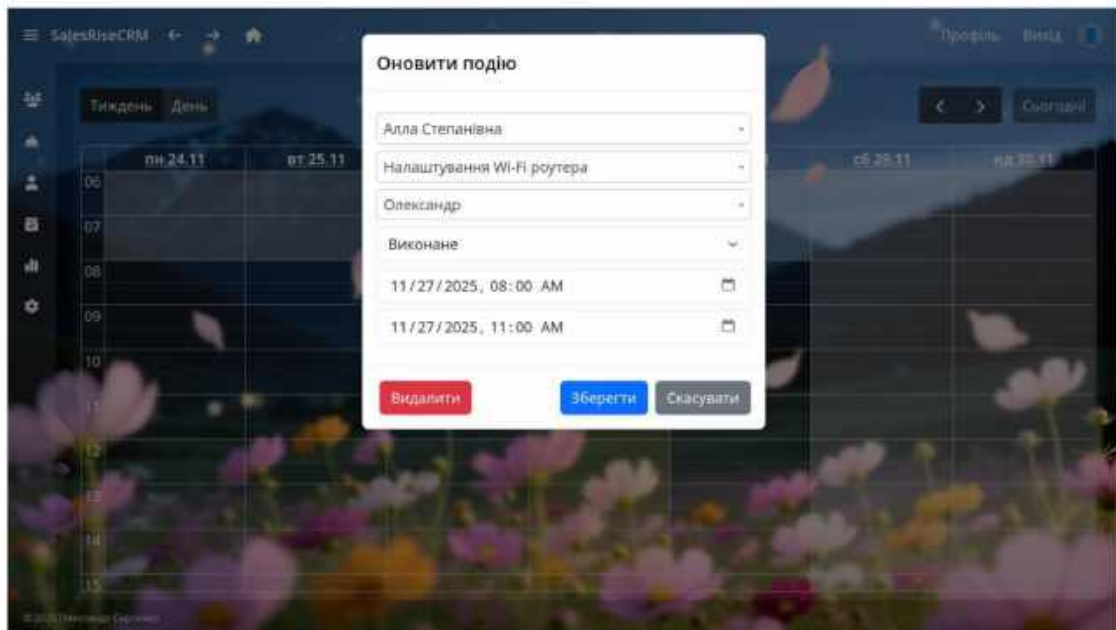 SalesRiseCRM
Профіль Вихід
Оновити подію
Тиждень День
Сьогодні
Алла Степанівна
пн 24.11 вт 25.11 сб 29.11 нд 30.11
Налаштування Wi-Fi роутера
06
Олександр
07
Виконане
08
11/27/2025, 08:00 AM
09
11/27/2025, 11:00 AM
10
Видалити Зберегти Скасувати
11
12
13
14
15